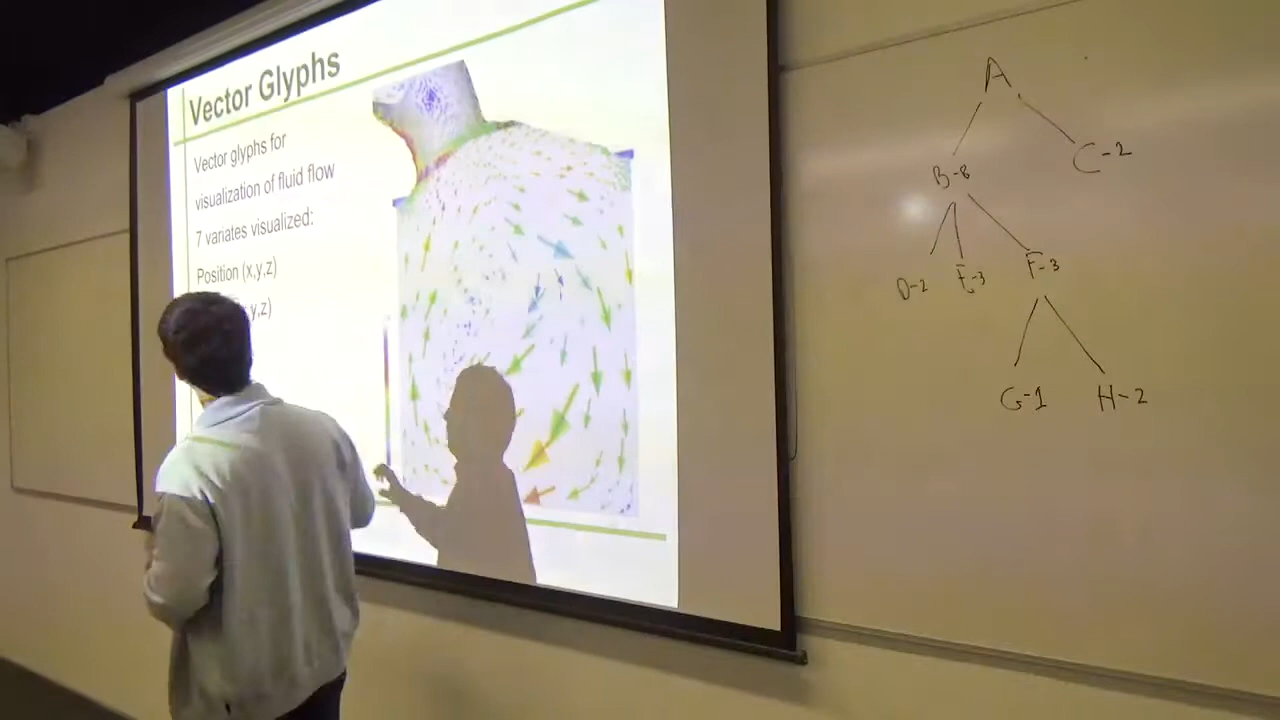 Vector Glyphs
Vector glyphs for
visualization of fluid flow
7 variates visualized:
Position (x,y,z)
y,z)
A
B-8
C-2
D-2
E-3
F-3
G-1
H-2